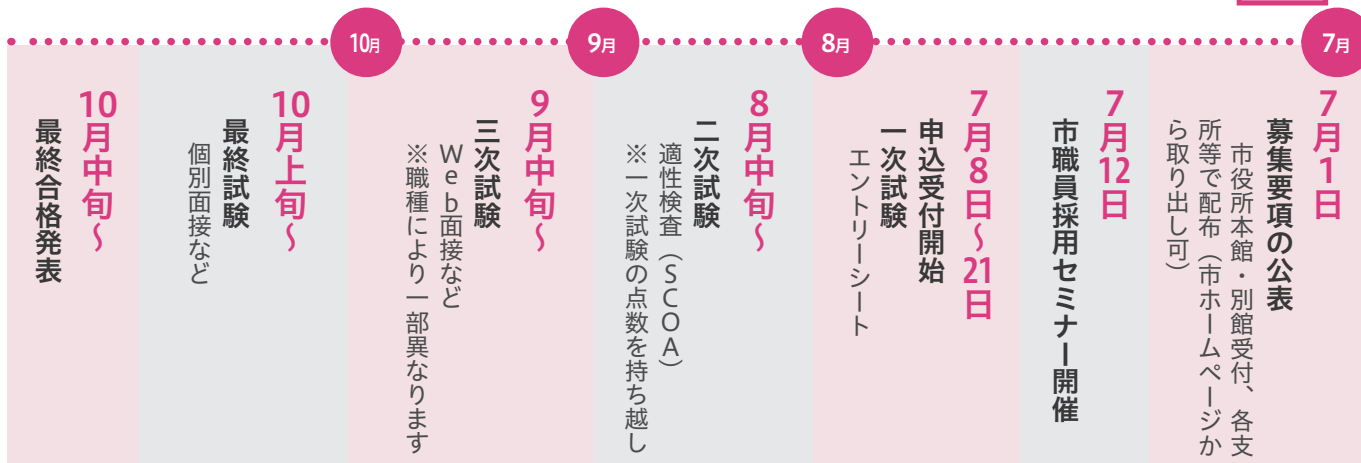 7月
7月1日
募集要項の公表
市役所本館・別館受付、各支
所等で配布（市ホームページか
ら取り出し可）
7月12日
市職員採用セミナー開催
7月8日〜21日
申込受付開始
一次試験
エントリーシート
8月
8月中旬〜
二次試験
適性検査（SCOA）
※一次試験の点数を持ち越し
9月
9月中旬〜
三次試験
Web面接など
※職種により一部異なります
10月
10月上旬〜
最終試験
個別面接など
10月中旬〜
最終合格発表